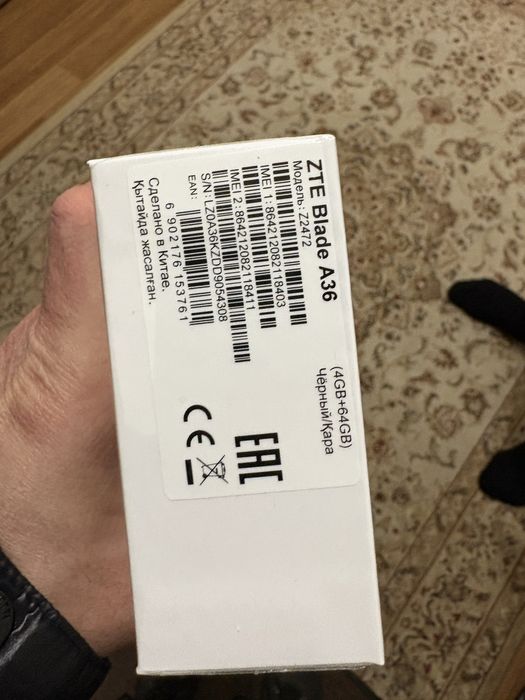 ZTE Blade A36
(4GB+64GB)
Модель: Z2472
Чёрный/Қара
IMEI 1: 864212082118403
IMEI 2: 864212082118411
S/N: LZ0A36KZDD9054308
EAN:
6 902176 153761
Сделано в Китае.
Қытайда жасалған.
EAC
CE